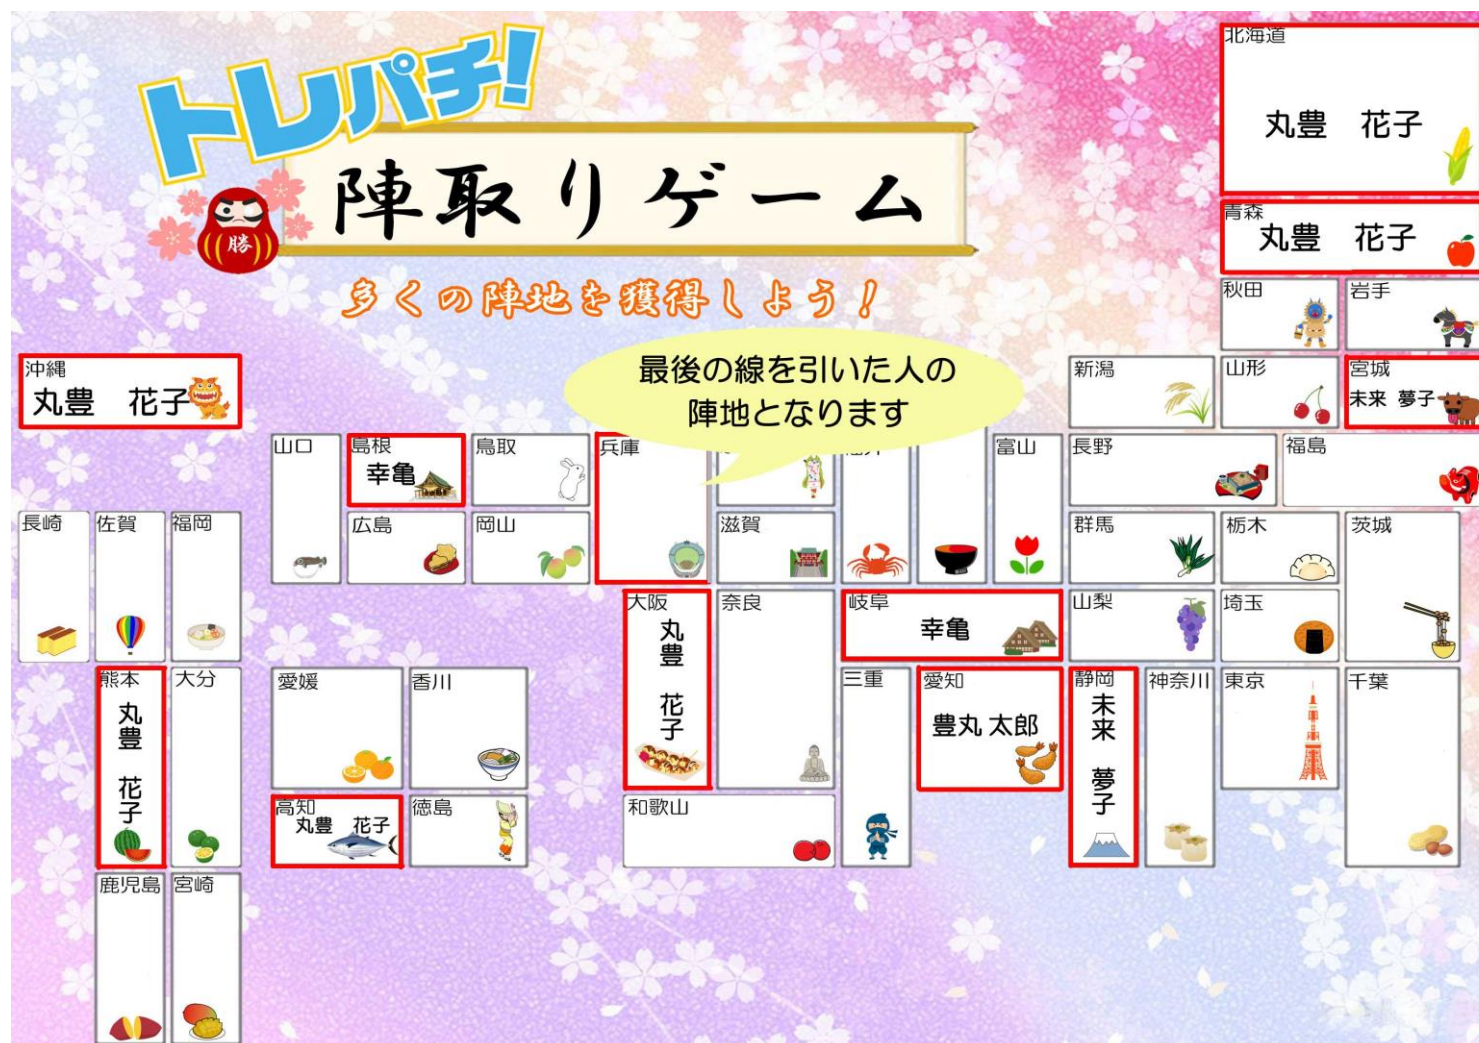 トレパチ!
陣取りゲーム
勝
多くの陣地を獲得しよう!
最後の線を引いた人の
陣地となります
北海道
丸豊 花子
青森
丸豊 花子
秋田
岩手
沖縄
丸豊 花子
新潟
山形
宮城
未来 夢子
山口
島根
幸亀
鳥取
兵庫
富山
長野
福島
長崎
佐賀
福岡
広島
岡山
滋賀
群馬
栃木
茨城
大阪
丸豊 花子
奈良
岐阜
幸亀
山梨
埼玉
熊本
丸豊 花子
大分
愛媛
香川
三重
愛知
豊丸 太郎
静岡
未来 夢子
神奈川
東京
千葉
高知
丸豊 花子
徳島
和歌山
鹿児島
宮崎